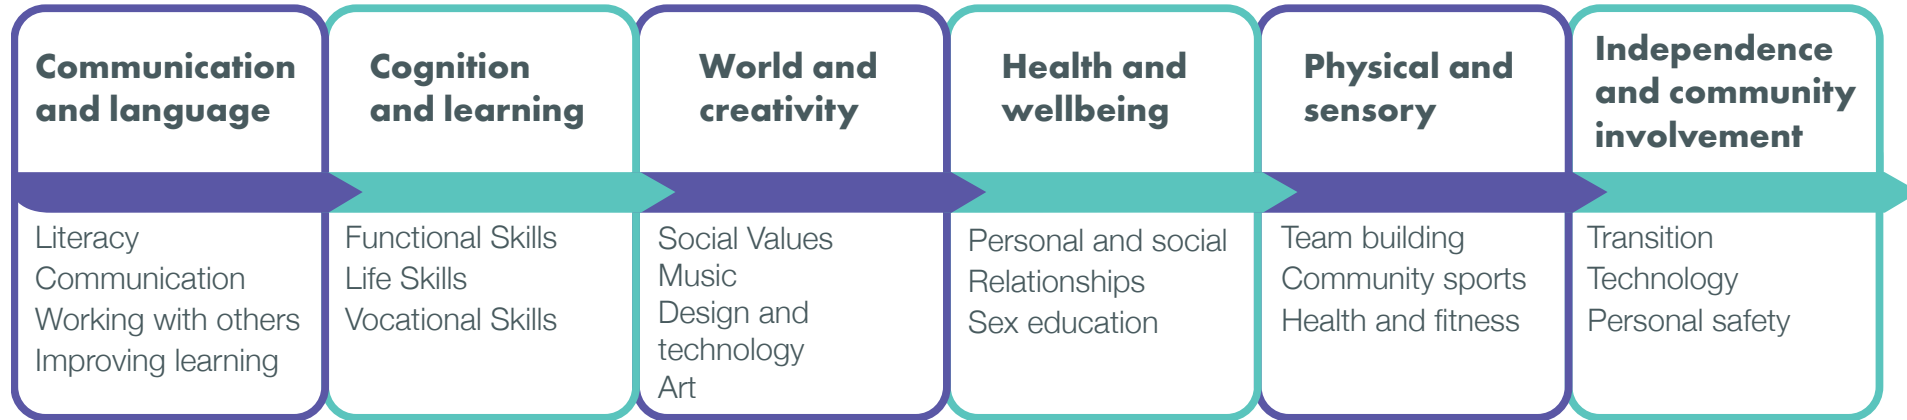 Communication
and language
Literacy
Communication
Working with others
Improving learning
Cognition
and learning
Functional Skills
Life Skills
Vocational Skills
World and
creativity
Social Values
Music
Design and
technology
Art
Health and
wellbeing
Personal and social
Relationships
Sex education
Physical and
sensory
Team building
Community sports
Health and fitness
Independence
and community
involvement
Transition
Technology
Personal safety